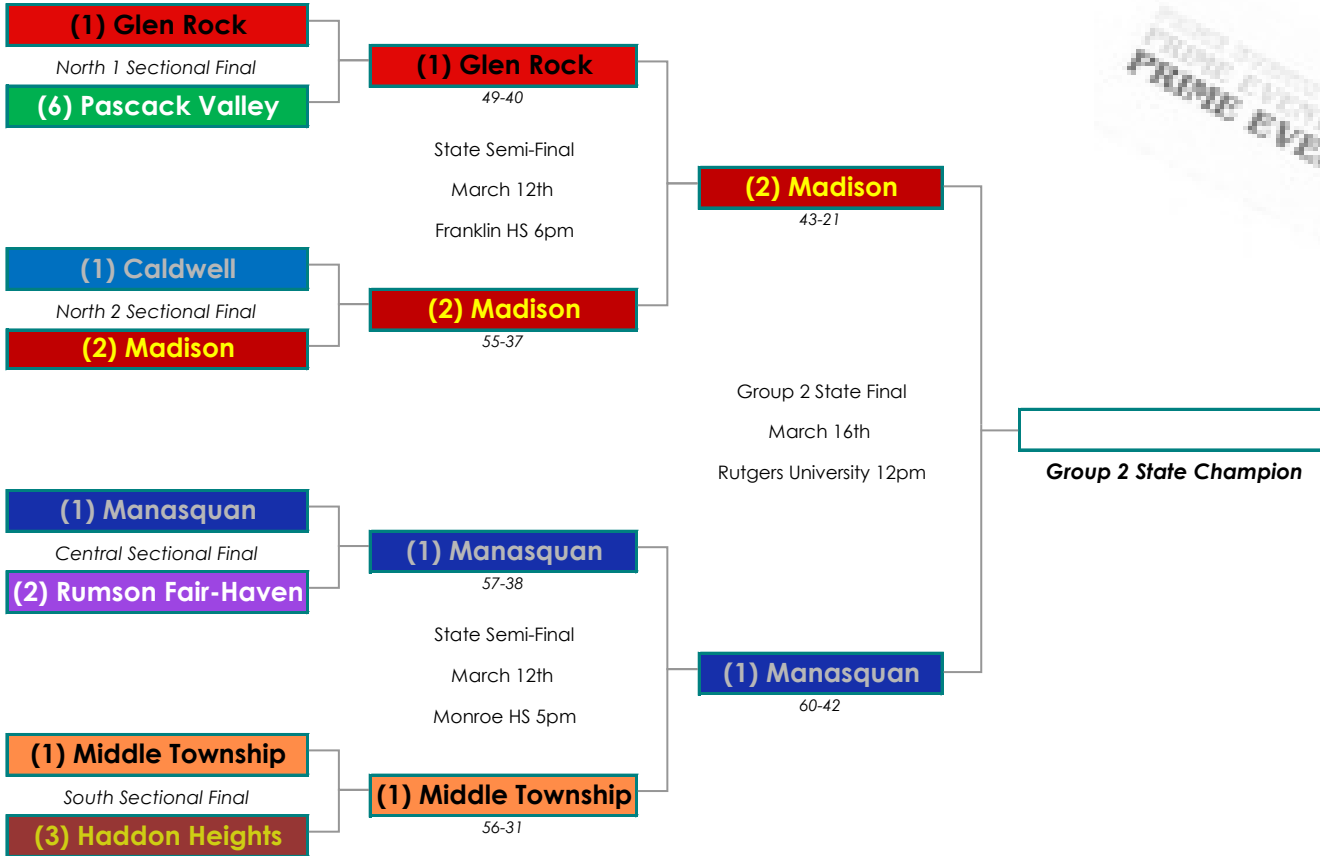 (1) Glen Rock
North 1 Sectional Final
(6) Pascack Valley
(1) Glen Rock
49-40
State Semi-Final
March 12th
Franklin HS 6pm
(1) Caldwell
North 2 Sectional Final
(2) Madison
(2) Madison
55-37
(2) Madison
43-21
Group 2 State Final
March 16th
Rutgers University 12pm
Group 2 State Champion
(1) Manasquan
Central Sectional Final
(2) Rumson Fair-Haven
(1) Manasquan
57-38
State Semi-Final
March 12th
Monroe HS 5pm
(1) Manasquan
60-42
(1) Middle Township
South Sectional Final
(3) Haddon Heights
(1) Middle Township
56-31
PRIME